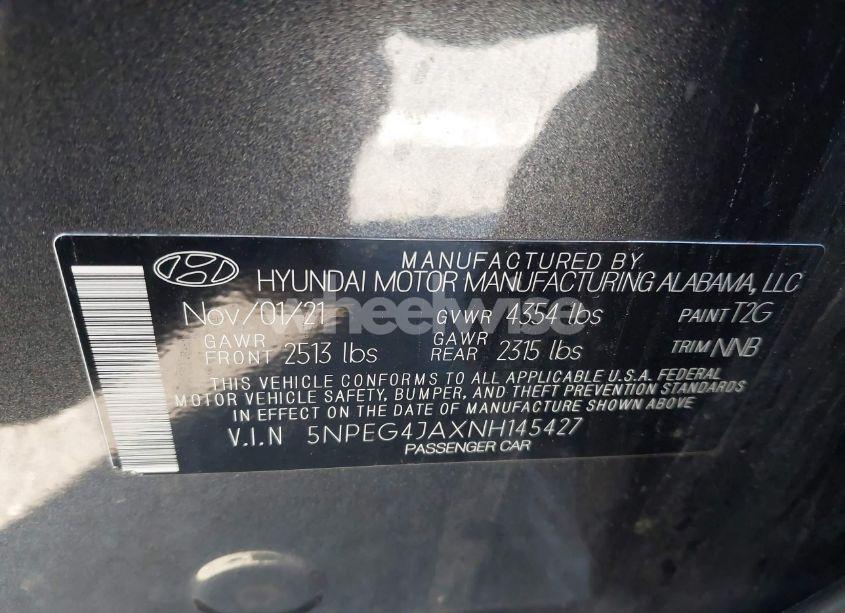 MANUFACTURED BY
HYUNDAI MOTOR MANUFACTURING ALABAMA, LLC
Nov/01/21 GVWR 4354 lbs PAINT T2G
GAWR FRONT 2513 lbs GAWR REAR 2315 lbs TRIM NNB
THIS VEHICLE CONFORMS TO ALL APPLICABLE U.S.A. FEDERAL
MOTOR VEHICLE SAFETY, BUMPER, AND THEFT PREVENTION STANDARDS
IN EFFECT ON THE DATE OF MANUFACTURE SHOWN ABOVE
V.I.N 5NPEG4JAXNH145427
PASSENGER CAR
wheelwise